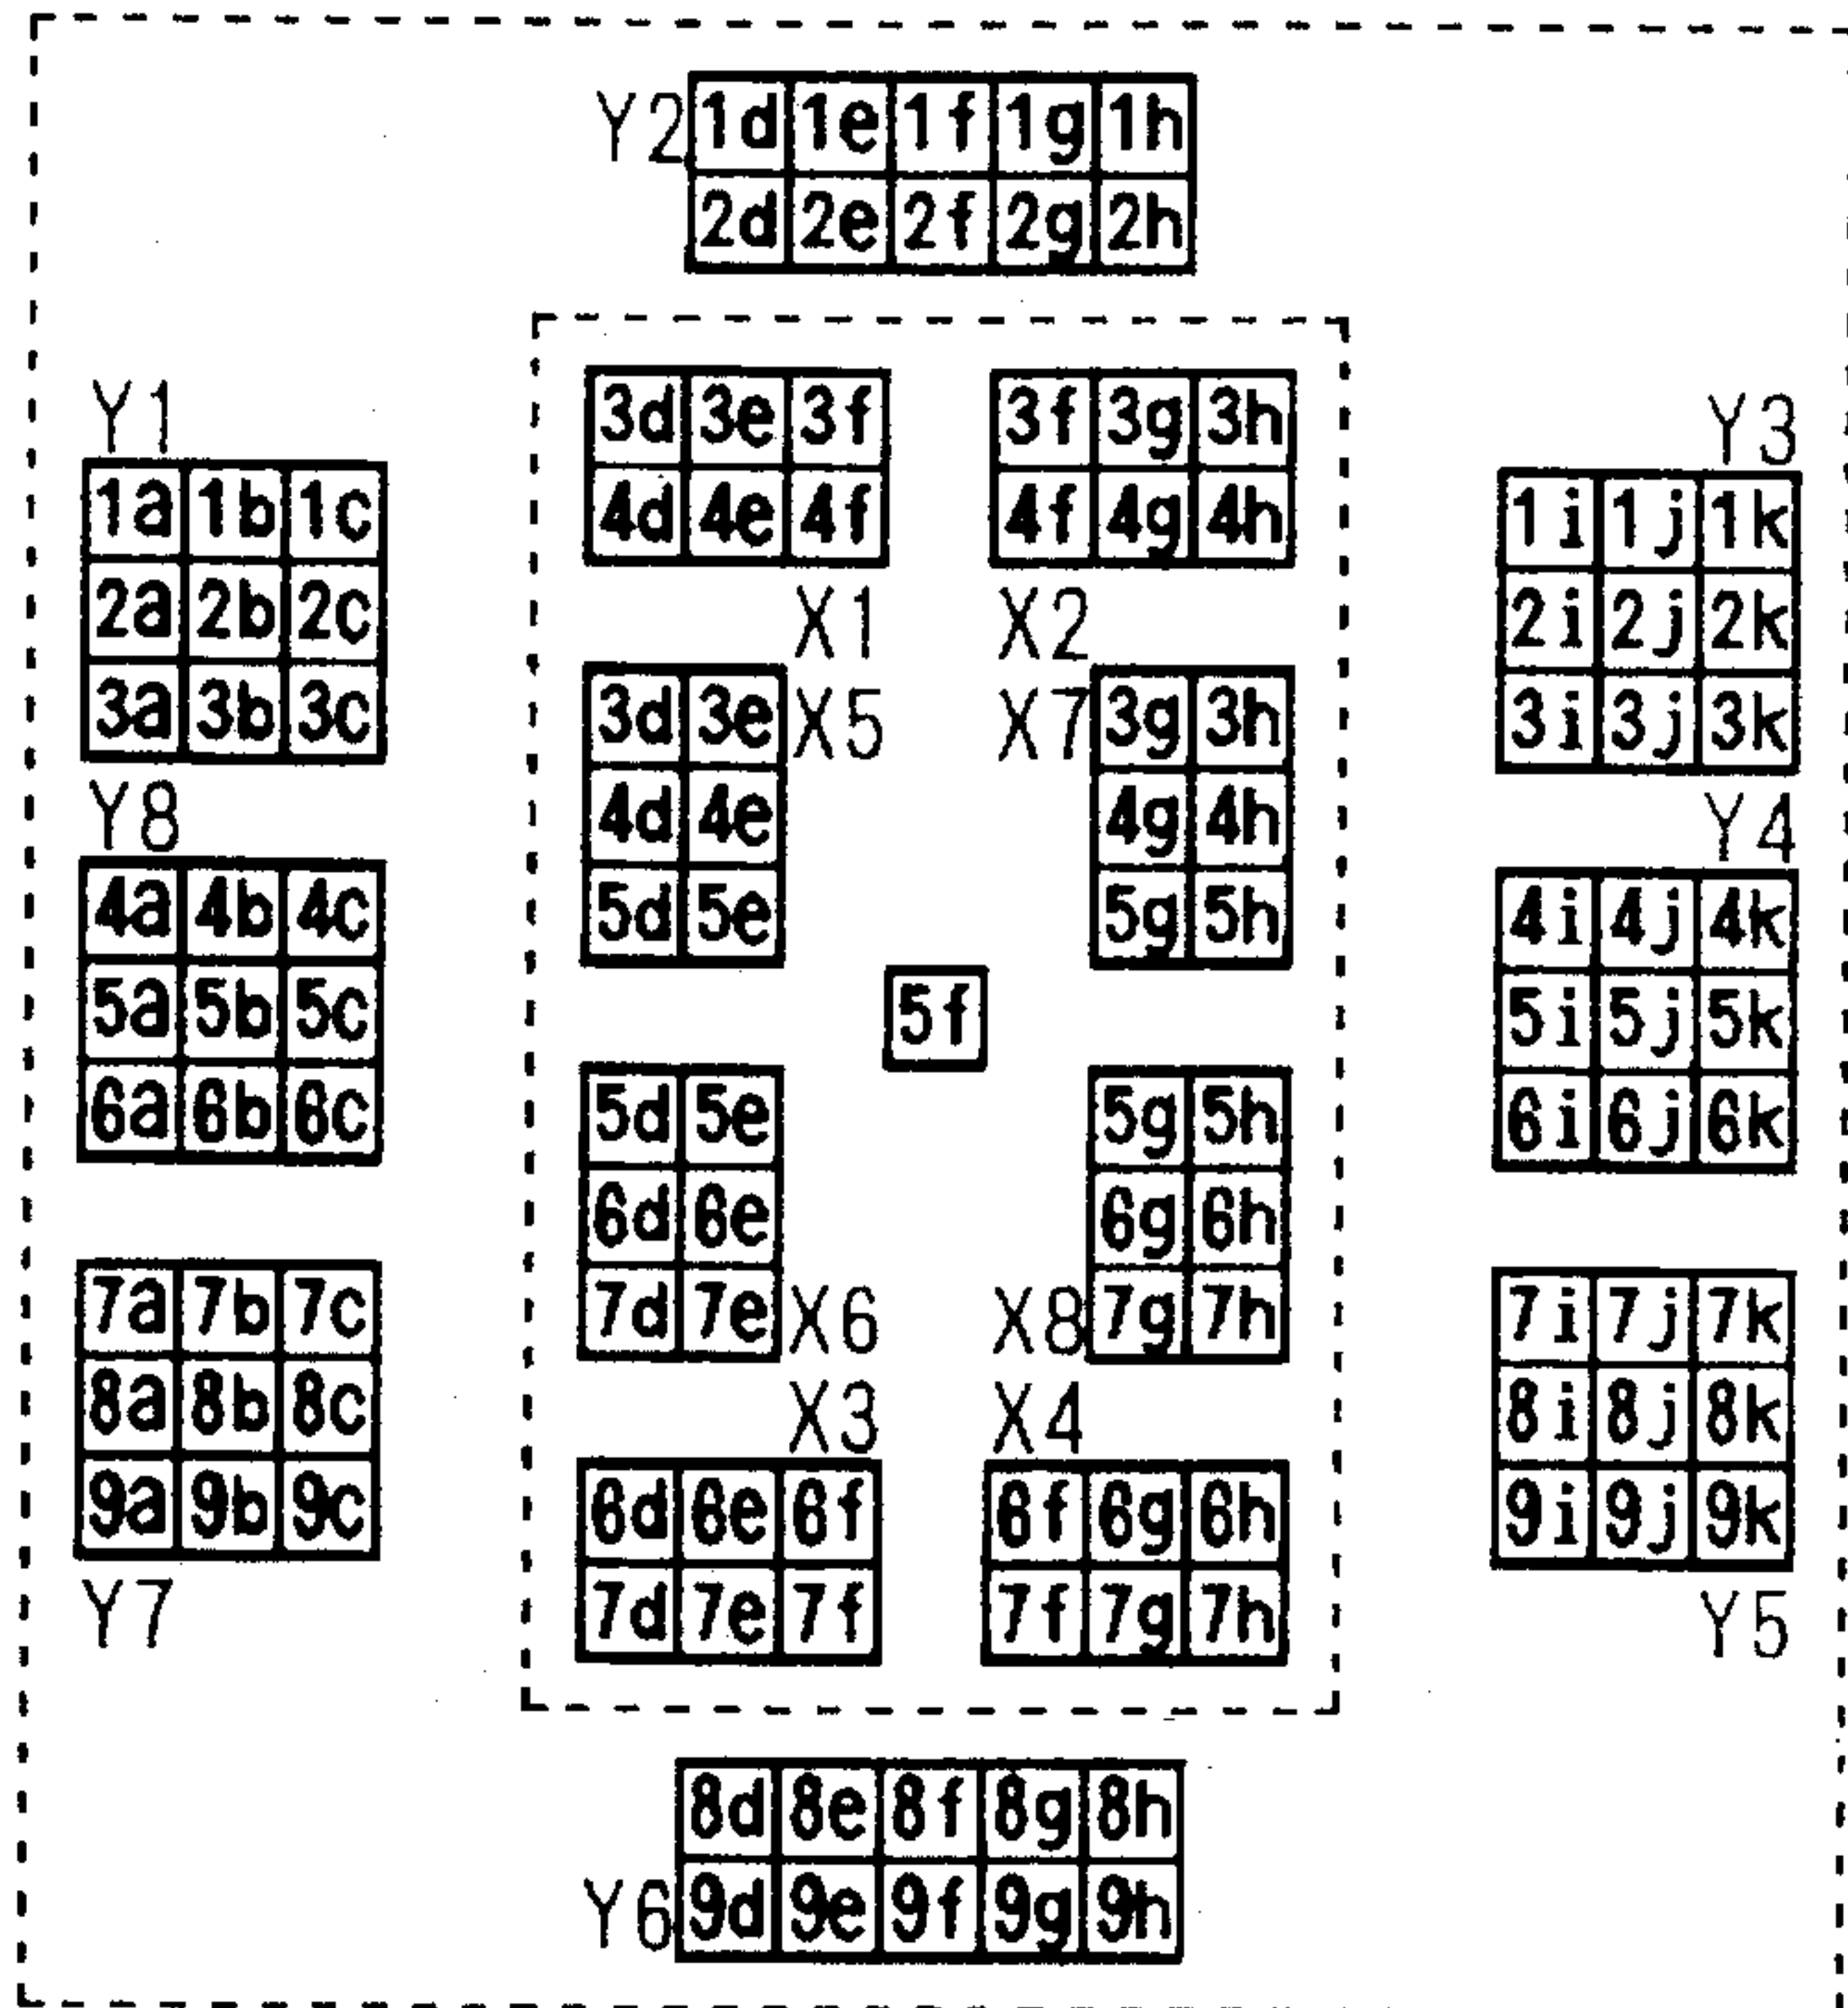 Y2 1d 1e 1f 1g 1h
2d 2e 2f 2g 2h
Y1
1a 1b 1c
2a 2b 2c
3a 3b 3c
Y8
4a 4b 4c
5a 5b 5c
6a 6b 6c
7a 7b 7c
8a 8b 8c
9a 9b 9c
Y7
3d 3e 3f
4d 4e 4f
X1
3f 3g 3h
4f 4g 4h
X2
3d 3e X5
4d 4e
5d 5e
X7 3g 3h
4g 4h
5g 5h
5f
5d 5e
6d 6e
7d 7e X6
5g 5h
6g 6h
X8 7g 7h
X3
6d 6e 6f
7d 7e 7f
X4
6f 6g 6h
7f 7g 7h
Y3
1i 1j 1k
2i 2j 2k
3i 3j 3k
Y4
4i 4j 4k
5i 5j 5k
6i 6j 6k
7i 7j 7k
8i 8j 8k
9i 9j 9k
Y5
8d 8e 8f 8g 8h
Y6 9d 9e 9f 9g 9h